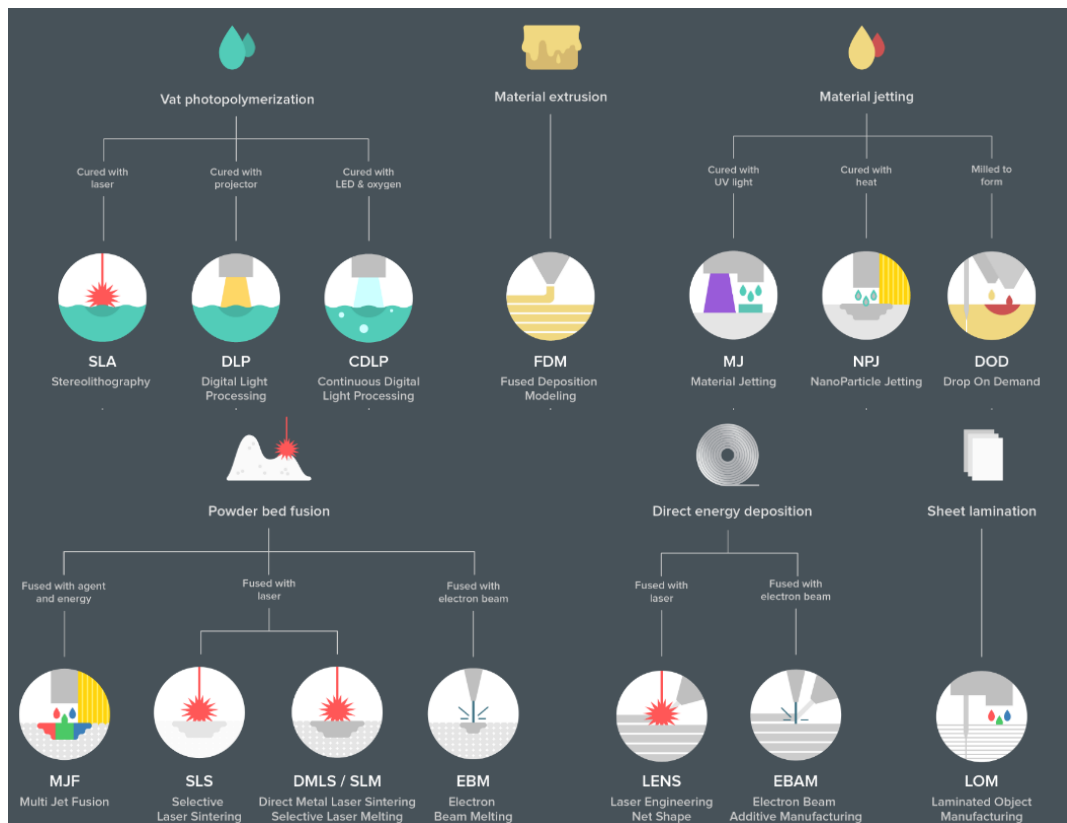 Vat photopolymerization
Material extrusion
Material jetting
Cured with
laser
Cured with
projector
Cured with
LED & oxygen
Cured with
UV light
Cured with
heat
Milled to
form
SLA
Stereolithography
DLP
Digital Light
Processing
CDLP
Continuous Digital
Light Processing
FDM
Fused Deposition
Modeling
MJ
Material Jetting
NPJ
NanoParticle Jetting
DOD
Drop On Demand
Powder bed fusion
Direct energy deposition
Sheet lamination
Fused with agent
and energy
Fused with
laser
Fused with
electron beam
Fused with
laser
Fused with
electron beam
MJF
Multi Jet Fusion
SLS
Selective
Laser Sintering
DMLS / SLM
Direct Metal Laser Sintering
Selective Laser Melting
EBM
Electron
Beam Melting
LENS
Laser Engineering
Net Shape
EBAM
Electron Beam
Additive Manufacturing
LOM
Laminated Object
Manufacturing